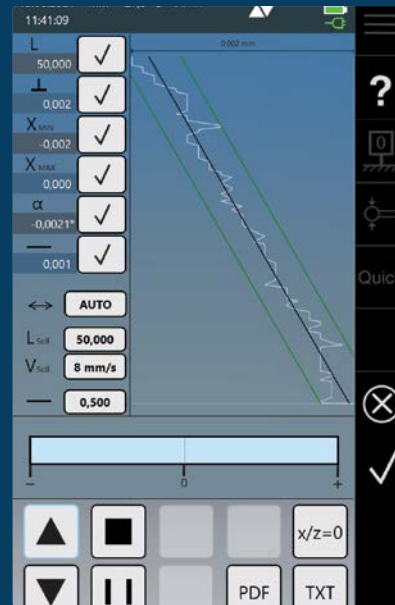 11:41:09
L
50,000
0.002 mm
⊥
0,002
X MIN
-0,002
X MAX
0,000
α
-0,0021°
0,001
AUTO
L Soll
50,000
V Soll
8 mm/s
0,500
?
0
Quic
- 0 +
x/z=0
PDF
TXT